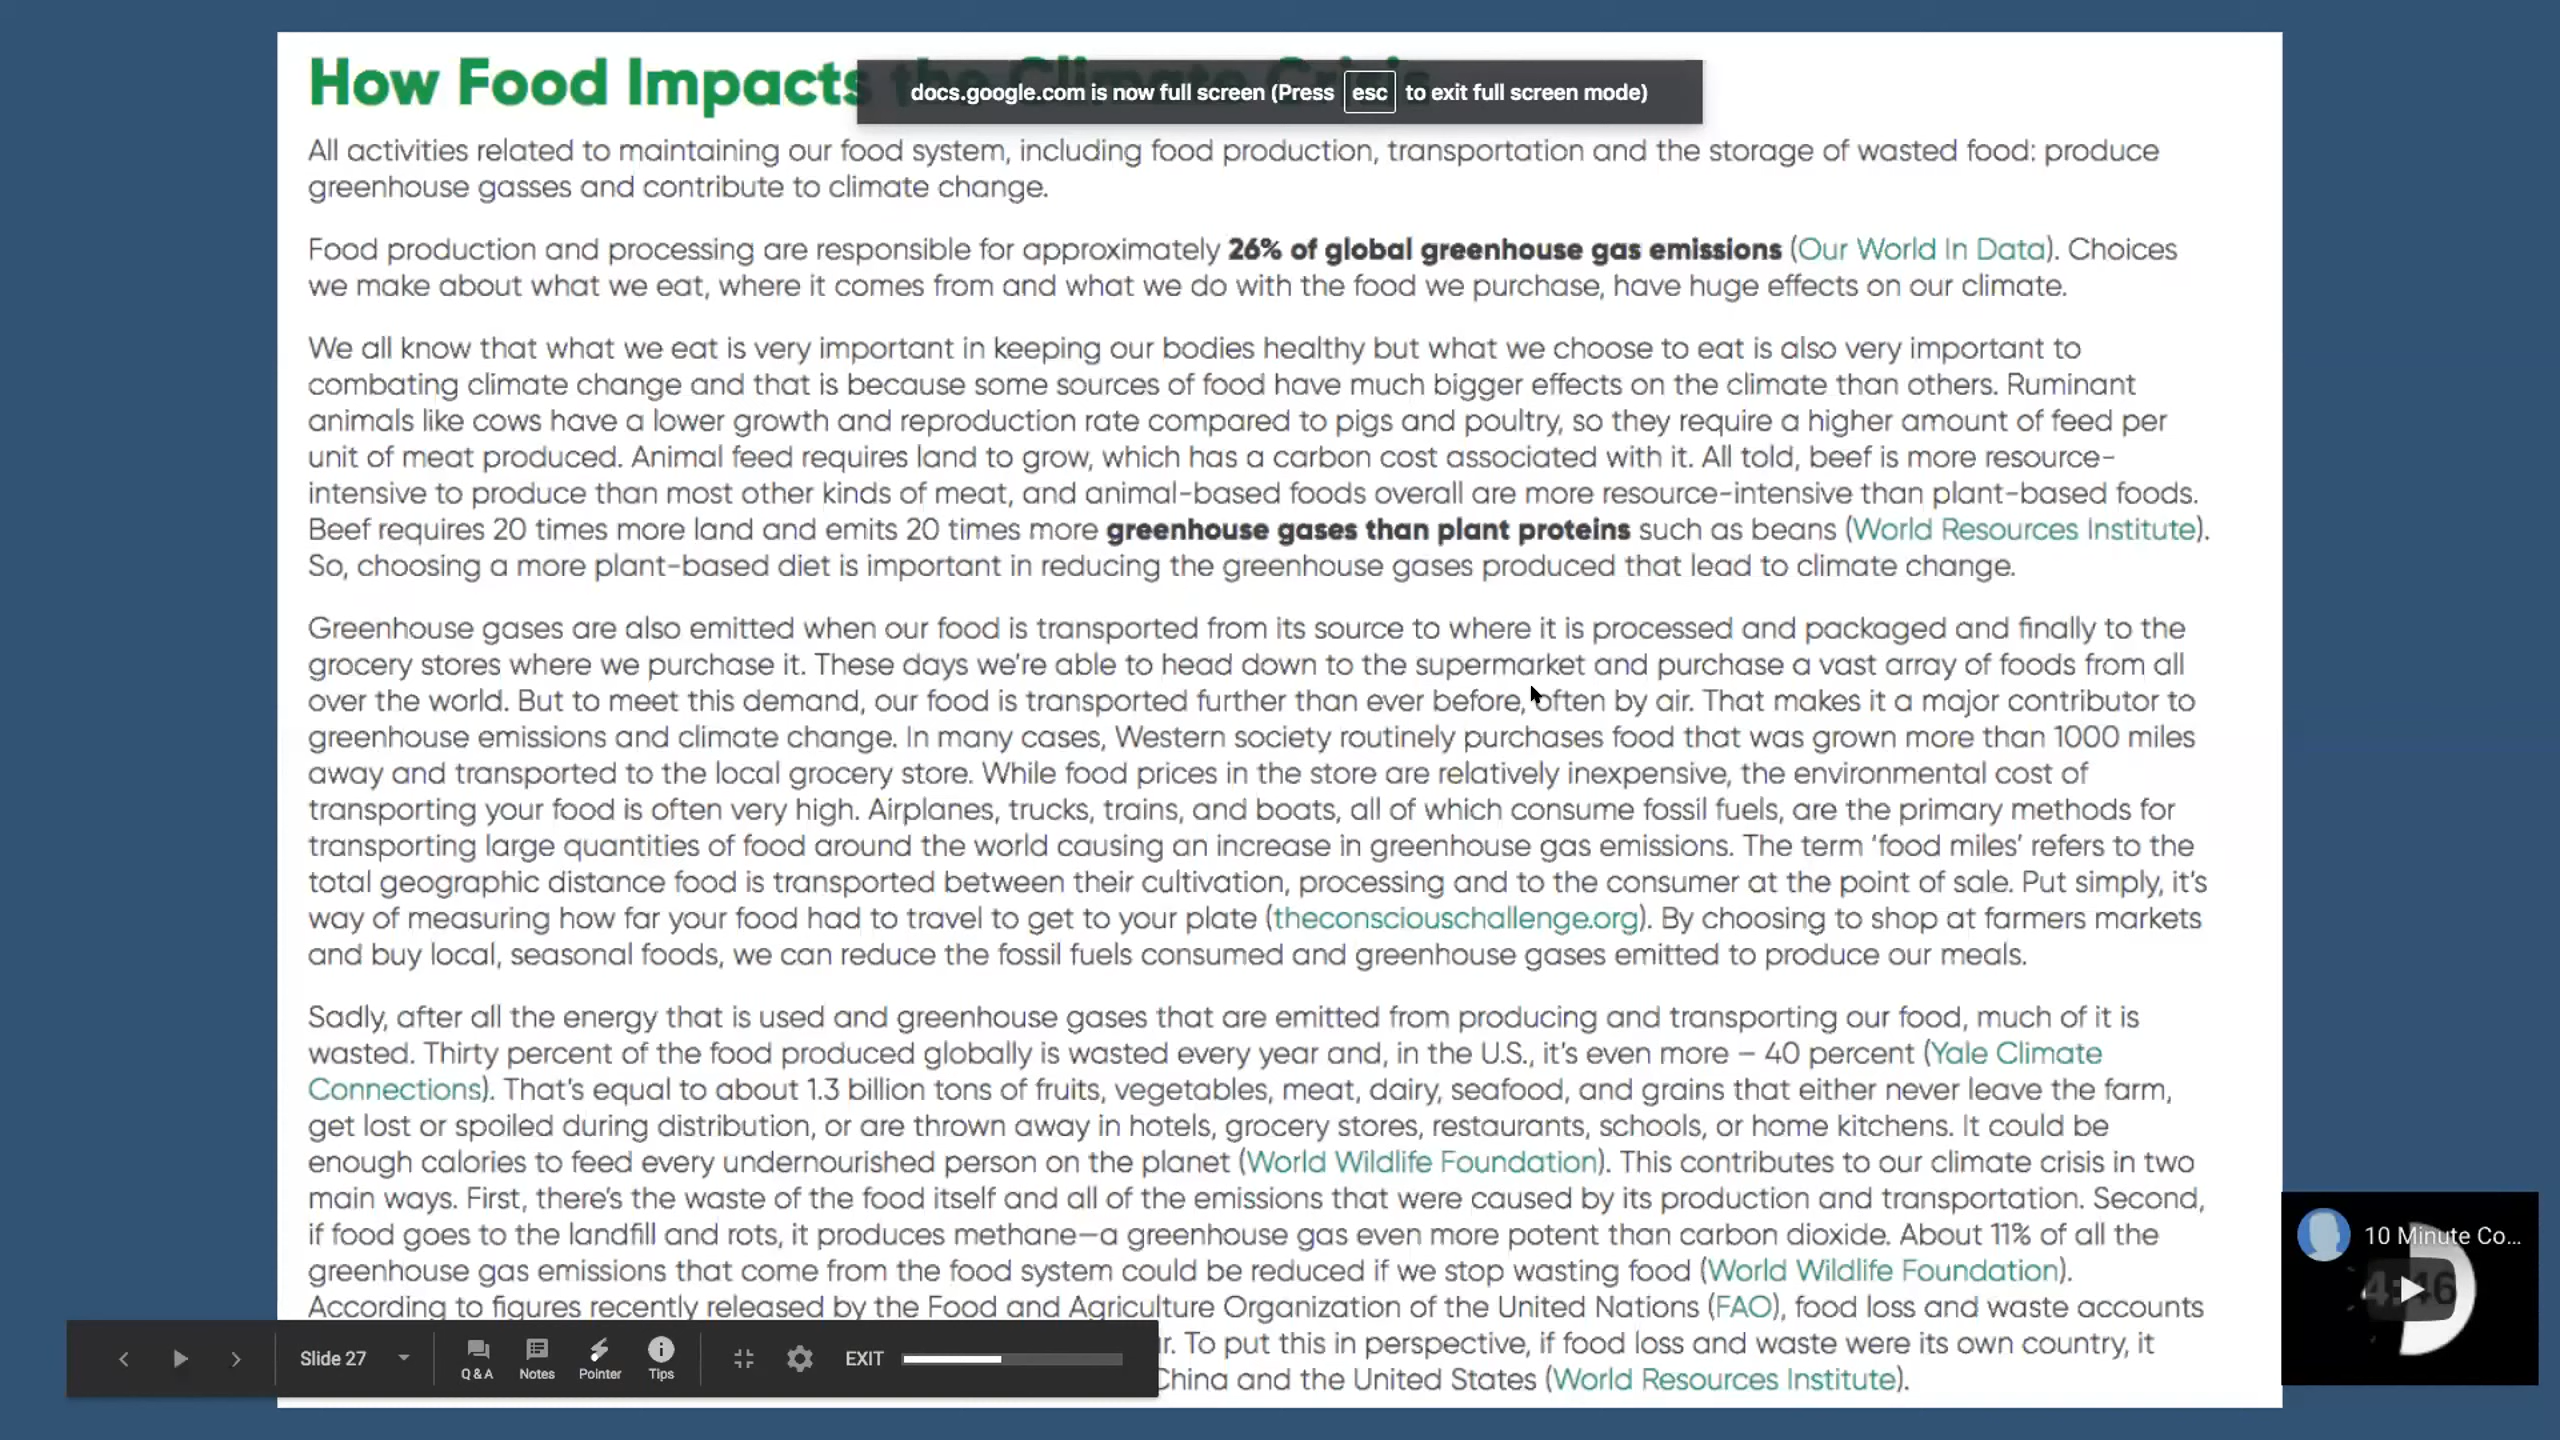 How Food Impacts the Climate Crisis
docs.google.com is now full screen (Press esc to exit full screen mode)
All activities related to maintaining our food system, including food production, transportation and the storage of wasted food: produce
greenhouse gasses and contribute to climate change.
Food production and processing are responsible for approximately 26% of global greenhouse gas emissions (Our World In Data). Choices
we make about what we eat, where it comes from and what we do with the food we purchase, have huge effects on our climate.
We all know that what we eat is very important in keeping our bodies healthy but what we choose to eat is also very important to
combating climate change and that is because some sources of food have much bigger effects on the climate than others. Ruminant
animals like cows have a lower growth and reproduction rate compared to pigs and poultry, so they require a higher amount of feed per
unit of meat produced. Animal feed requires land to grow, which has a carbon cost associated with it. All told, beef is more resource-
intensive to produce than most other kinds of meat, and animal-based foods overall are more resource-intensive than plant-based foods.
Beef requires 20 times more land and emits 20 times more greenhouse gases than plant proteins such as beans (World Resources Institute).
So, choosing a more plant-based diet is important in reducing the greenhouse gases produced that lead to climate change.
Greenhouse gases are also emitted when our food is transported from its source to where it is processed and packaged and finally to the
grocery stores where we purchase it. These days we're able to head down to the supermarket and purchase a vast array of foods from all
over the world. But to meet this demand, our food is transported further than ever before, often by air. That makes it a major contributor to
greenhouse emissions and climate change. In many cases, Western society routinely purchases food that was grown more than 1000 miles
away and transported to the local grocery store. While food prices in the store are relatively inexpensive, the environmental cost of
transporting your food is often very high. Airplanes, trucks, trains, and boats, all of which consume fossil fuels, are the primary methods for
transporting large quantities of food around the world causing an increase in greenhouse gas emissions. The term ‘food miles’ refers to the
total geographic distance food is transported between their cultivation, processing and to the consumer at the point of sale. Put simply, it's
way of measuring how far your food had to travel to get to your plate (theconsciouschallenge.org). By choosing to shop at farmers markets
and buy local, seasonal foods, we can reduce the fossil fuels consumed and greenhouse gases emitted to produce our meals.
Sadly, after all the energy that is used and greenhouse gases that are emitted from producing and transporting our food, much of it is
wasted. Thirty percent of the food produced globally is wasted every year and, in the U.S., it's even more – 40 percent (Yale Climate
Connections). That's equal to about 1.3 billion tons of fruits, vegetables, meat, dairy, seafood, and grains that either never leave the farm,
get lost or spoiled during distribution, or are thrown away in hotels, grocery stores, restaurants, schools, or home kitchens. It could be
enough calories to feed every undernourished person on the planet (World Wildlife Foundation). This contributes to our climate crisis in two
main ways. First, there's the waste of the food itself and all of the emissions that were caused by its production and transportation. Second,
if food goes to the landfill and rots, it produces methane—a greenhouse gas even more potent than carbon dioxide. About 11% of all the
greenhouse gas emissions that come from the food system could be reduced if we stop wasting food (World Wildlife Foundation).
According to figures recently released by the Food and Agriculture Organization of the United Nations (FAO), food loss and waste accounts
r. To put this in perspective, if food loss and waste were its own country, it
China and the United States (World Resources Institute).
10 Minute Co...
4:46
Slide 27
Q & A
Notes
Pointer
Tips
EXIT